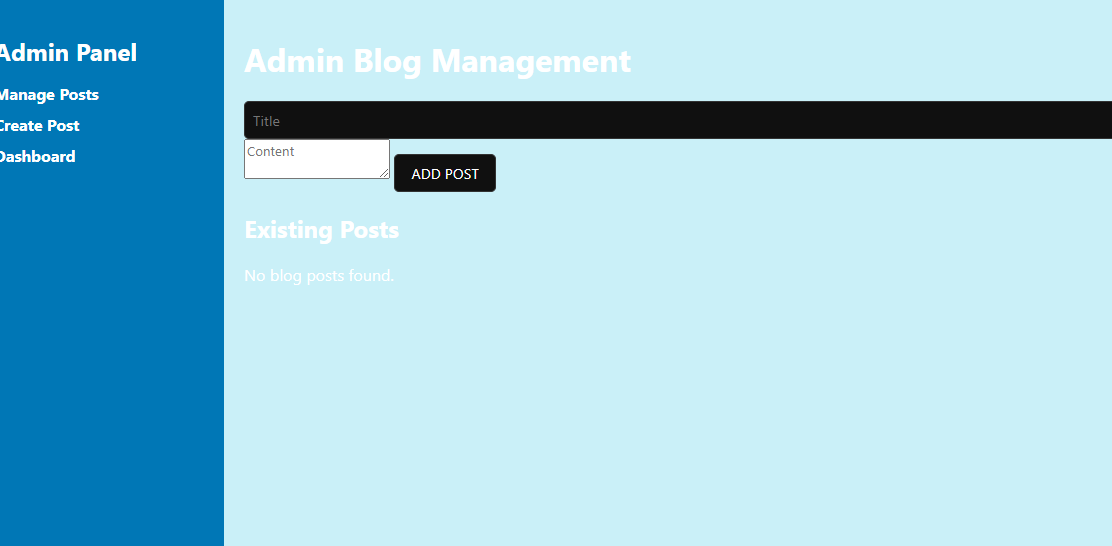 Admin Panel
Manage Posts
Create Post
Dashboard
Admin Blog Management
Title
Content
ADD POST
Existing Posts
No blog posts found.